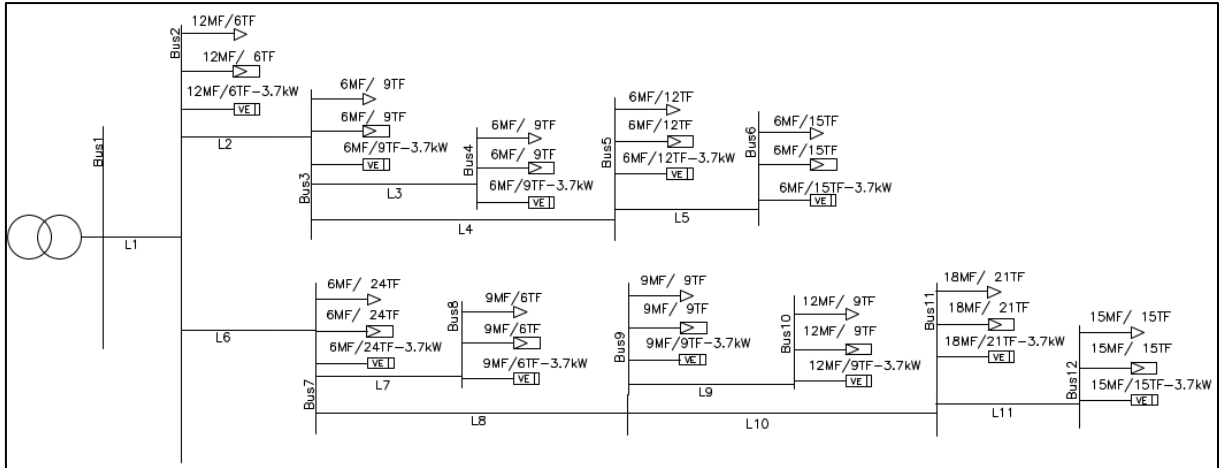 Bus1
L1
Bus2
12MF/6TF
12MF/ 6TF
12MF/6TF-3.7kW
VE
L2
Bus3
6MF/ 9TF
6MF/ 9TF
6MF/9TF-3.7kW
VE
L3
Bus4
6MF/ 9TF
6MF/ 9TF
6MF/9TF-3.7kW
VE
L4
Bus5
6MF/12TF
6MF/12TF
6MF/12TF-3.7kW
VE
L5
Bus6
6MF/15TF
6MF/15TF
6MF/15TF-3.7kW
VE
L6
Bus7
6MF/ 24TF
6MF/ 24TF
6MF/24TF-3.7kW
VE
L7
Bus8
9MF/6TF
9MF/6TF
9MF/6TF-3.7kW
VE
L8
Bus9
9MF/ 9TF
9MF/ 9TF
9MF/9TF-3.7kW
VE
L9
Bus10
12MF/ 9TF
12MF/ 9TF
12MF/9TF-3.7kW
VE
L10
Bus11
18MF/ 21TF
18MF/ 21TF
18MF/21TF-3.7kW
VE
L11
Bus12
15MF/ 15TF
15MF/ 15TF
15MF/15TF-3.7kW
VE